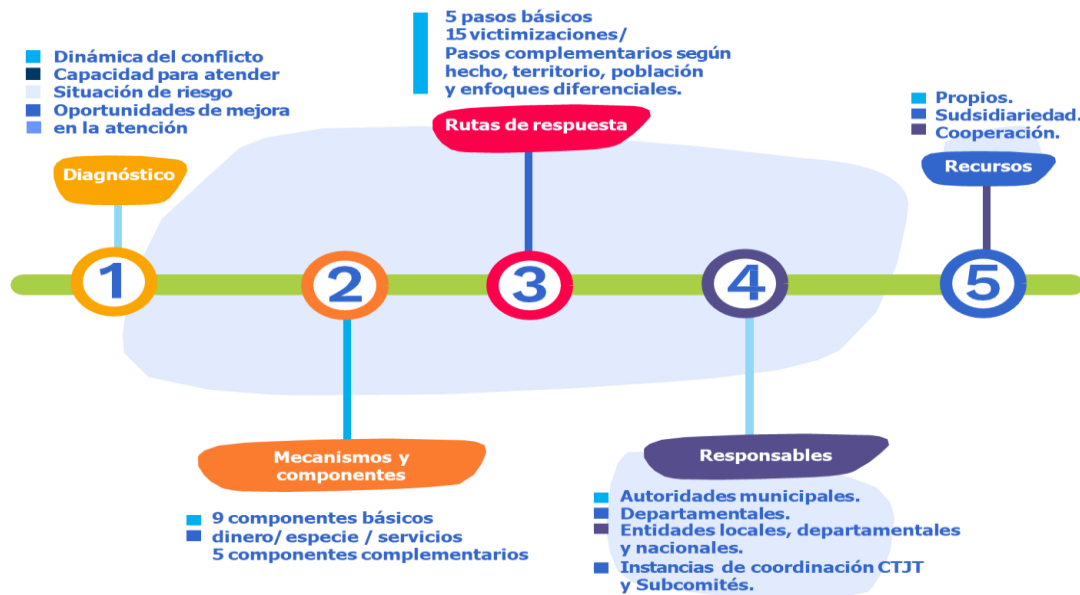 Dinámica del conflicto
Capacidad para atender
Situación de riesgo
Oportunidades de mejora
en la atención
Diagnóstico
1
9 componentes básicos
dinero/ especie / servicios
5 componentes complementarios
Mecanismos y
componentes
2
5 pasos básicos
15 victimizaciones/
Pasos complementarios según
hecho, territorio, población
y enfoques diferenciales.
Rutas de respuesta
3
Responsables
4
Autoridades municipales.
Departamentales.
Entidades locales, departamentales
y nacionales.
Instancias de coordinación CTJT
y Subcomités.
Propios.
Sudsidiariedad.
Cooperación.
Recursos
5